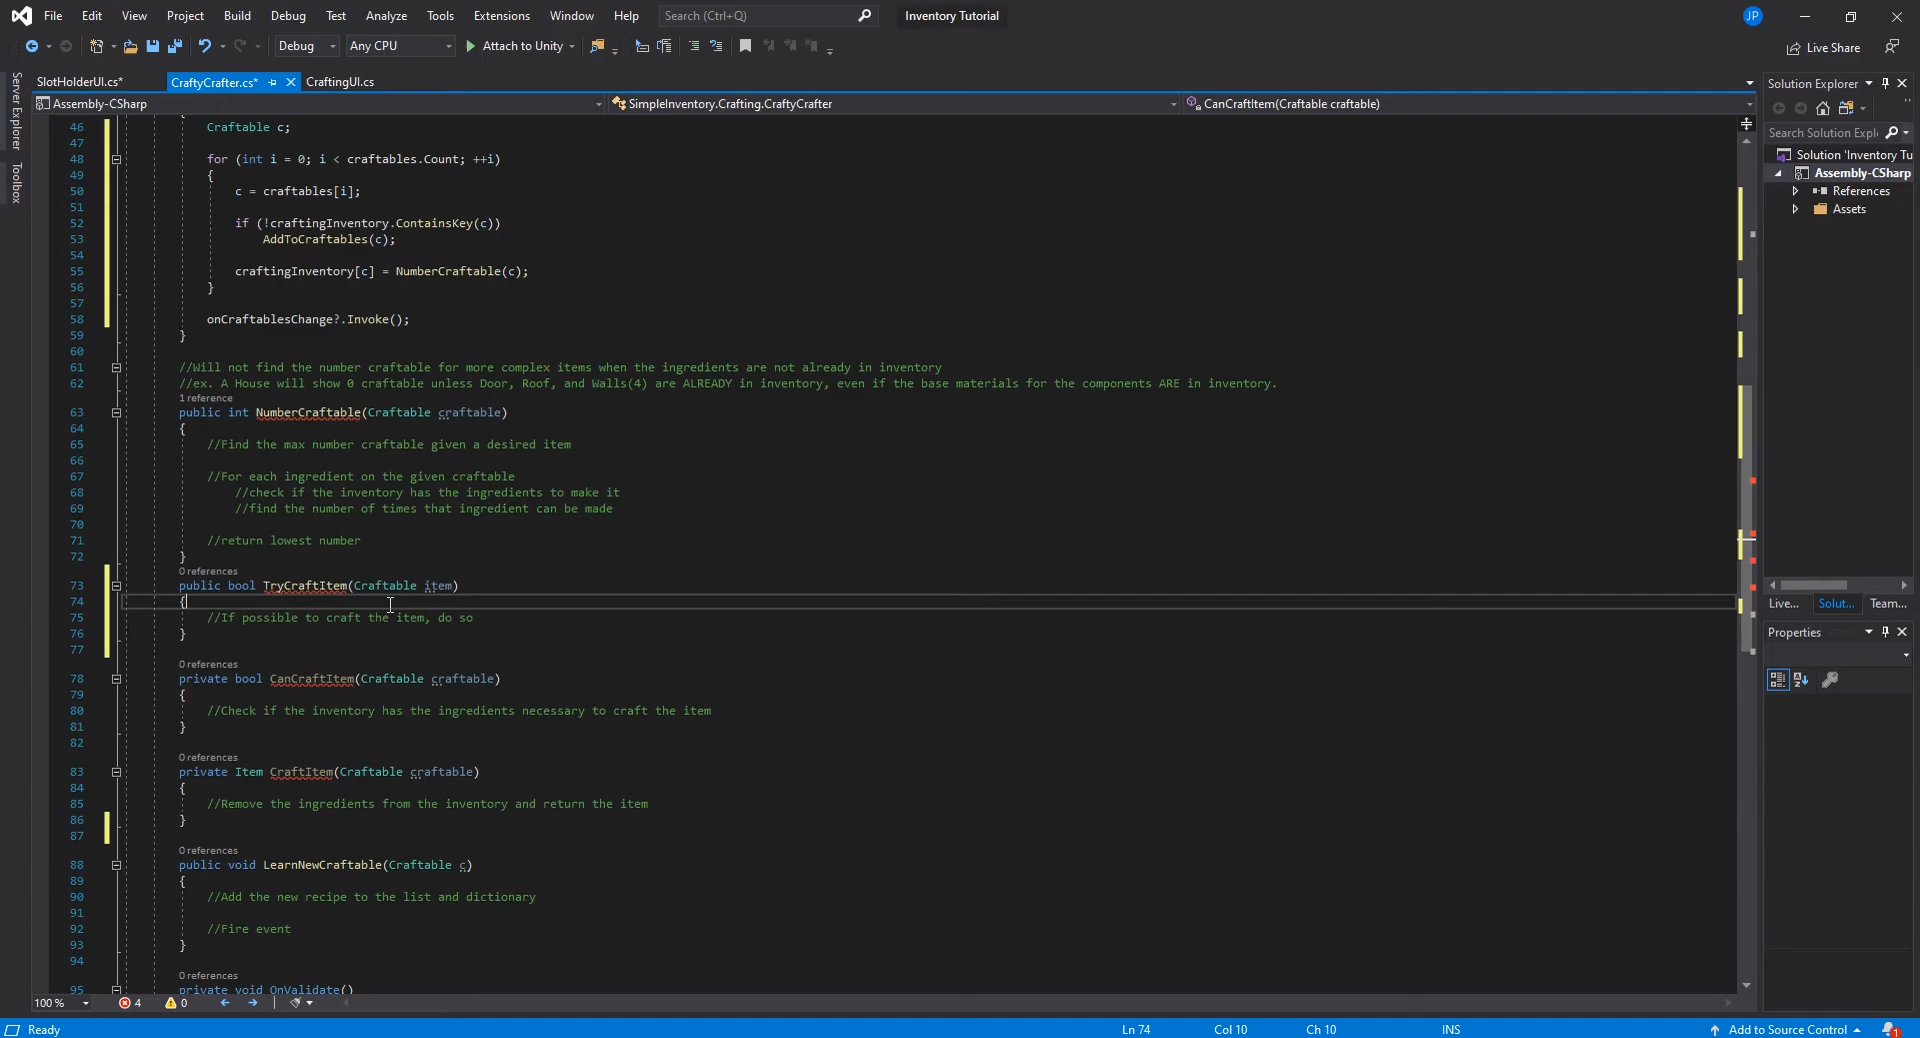 File Edit View Project Build Debug Test Analyze Tools Extensions Window Help Search (Ctrl+Q) Inventory Tutorial JP
Debug Any CPU Attach to Unity Live Share
Server Explorer
Toolbox
SlotHolderUI.cs* CraftyCrafter.cs* CraftingUI.cs
Assembly-CSharp SimpleInventory.Crafting.CraftyCrafter CanCraftItem(Craftable craftable)
46 Craftable c;
47
48 for (int i = 0; i < craftables.Count; ++i)
49 {
50 c = craftables[i];
51
52 if (!craftingInventory.ContainsKey(c))
53 AddToCraftables(c);
54
55 craftingInventory[c] = NumberCraftable(c);
56 }
57
58 onCraftablesChange?.Invoke();
59 }
60
61 //Will not find the number craftable for more complex items when the ingredients are not already in inventory
62 //ex. A House will show 0 craftable unless Door, Roof, and Walls(4) are ALREADY in inventory, even if the base materials for the components ARE in inventory.
1 reference
63 public int NumberCraftable(Craftable craftable)
64 {
65 //Find the max number craftable given a desired item
66
67 //For each ingredient on the given craftable
68 //check if the inventory has the ingredients to make it
69 //find the number of times that ingredient can be made
70
71 //return lowest number
72 }
0 references
73 public bool TryCraftItem(Craftable item)
74 {
75 //If possible to craft the item, do so
76 }
77
0 references
78 private bool CanCraftItem(Craftable craftable)
79 {
80 //Check if the inventory has the ingredients necessary to craft the item
81 }
82
0 references
83 private Item CraftItem(Craftable craftable)
84 {
85 //Remove the ingredients from the inventory and return the item
86 }
87
0 references
88 public void LearnNewCraftable(Craftable c)
89 {
90 //Add the new recipe to the list and dictionary
91
92 //Fire event
93 }
94
0 references
95 private void OnValidate()
100 % 4 0
Ready Ln 74 Col 10 Ch 10 INS Add to Source Control 1
Solution Explorer
Search Solution Expl
Solution 'Inventory Tu
Assembly-CSharp
References
Assets
Live... Solut... Team...
Properties